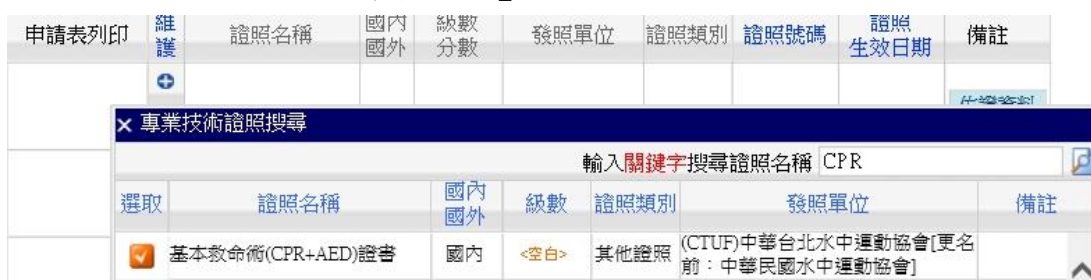 申請表列印 維護 證照名稱 國內國外 級數分數 發照單位 證照類別 證照號碼 證照生效日期 備註
專業技術證照搜尋
輸入關鍵字搜尋證照名稱 CPR
選取 證照名稱 國內國外 級數 證照類別 發照單位 備註
基本救命術(CPR+AED)證書 國內 <空白> 其他證照 (CTUF)中華台北水中運動協會[更名
前：中華民國水中運動協會]